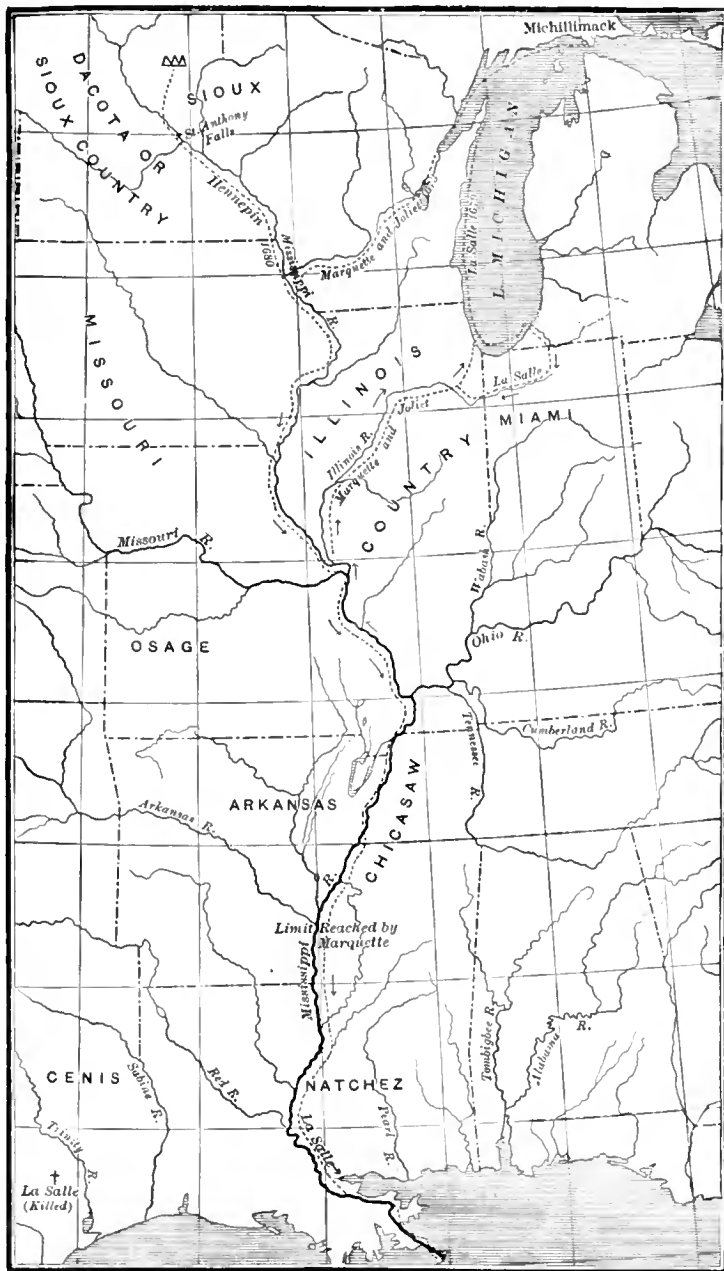 Michillimack
DACOTA OR
SIOUX COUNTRY
SIOUX
St. Anthony
Falls
Hennepin
1680
Mississippi
R.
Marquette and Joliet
L. MICHIGAN
La Salle
MISSOURI
ILLINOIS
COUNTRY
La Salle
MIAMI
Joliet
Illinois R.
Marquette and
Missouri R.
Wabash R.
Ohio R.
OSAGE
Tennessee R.
Cumberland R.
ARKANSAS
Arkansas R.
CHICASAW
R.
Limit Reached by
Marquette
Mississippi
Tombigbee R.
Alabama R.
CENIS
Sabine R.
Red R.
NATCHEZ
Pearl R.
La Salle
Trinity R
La Salle
(Killed)